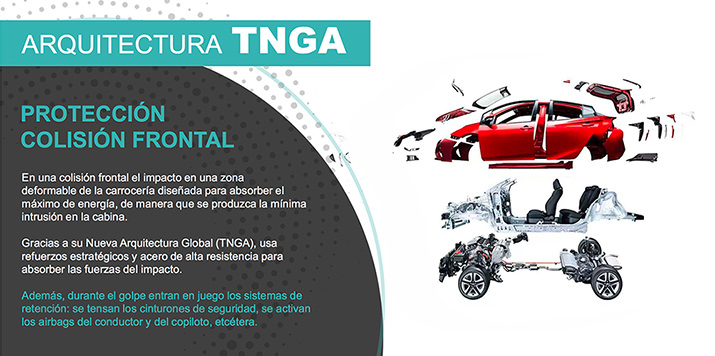 ARQUITECTURA TNGA
PROTECCIÓN
COLISIÓN FRONTAL
En una colisión frontal el impacto en una zona
deformable de la carrocería diseñada para absorber el
máximo de energía, de manera que se produzca la mínima
intrusión en la cabina.
Gracias a su Nueva Arquitectura Global (TNGA), usa
refuerzos estratégicos y acero de alta resistencia para
absorber las fuerzas del impacto.
Además, durante el golpe entran en juego los sistemas de
retención: se tensan los cinturones de seguridad, se activan
los airbags del conductor y del copiloto, etcétera.